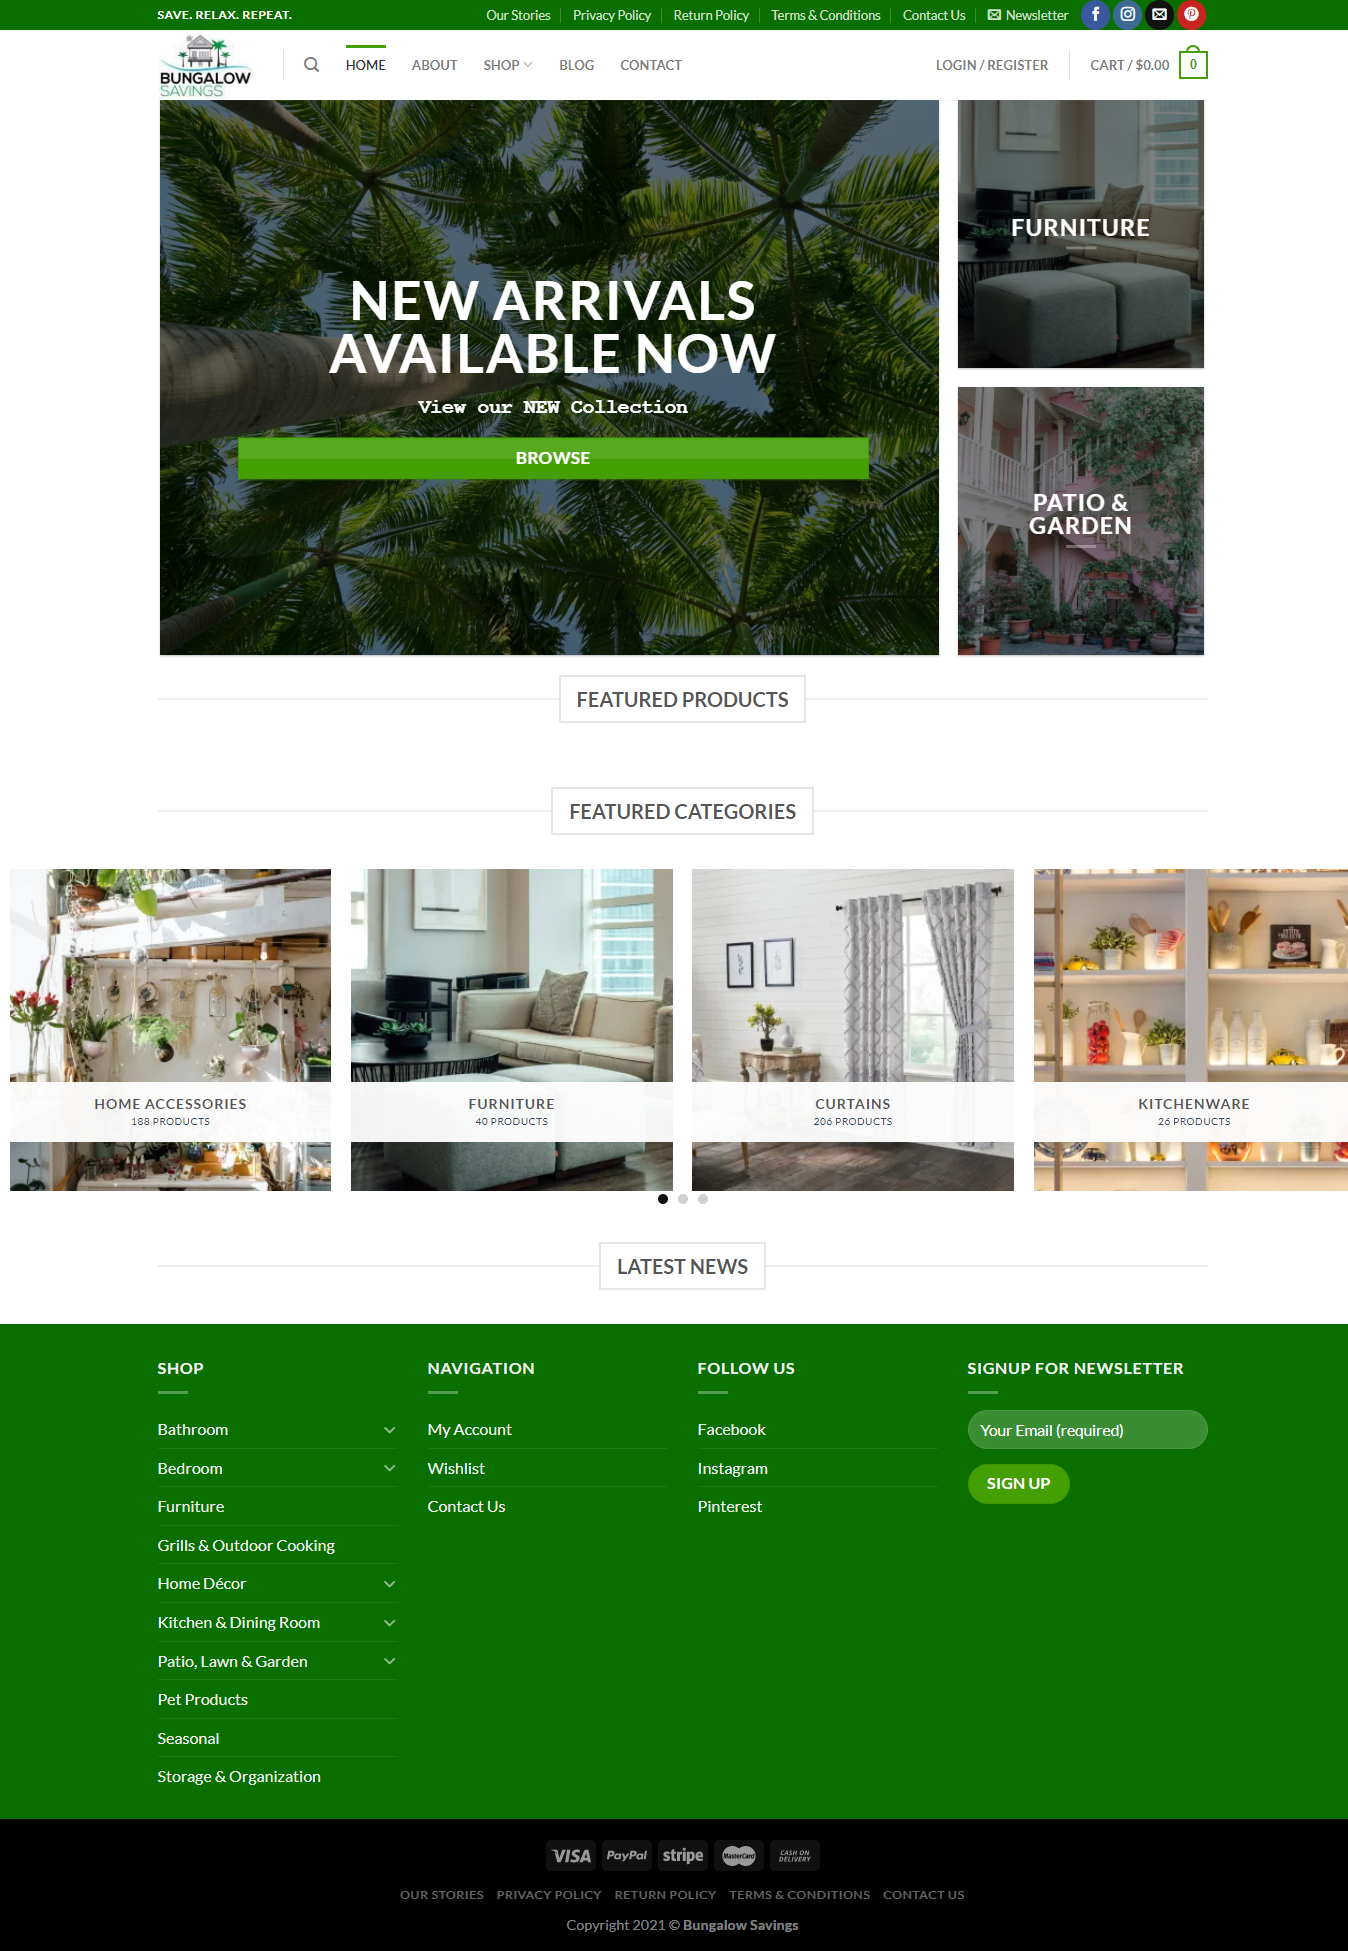 SAVE. RELAX. REPEAT.
Our Stories
Privacy Policy
Return Policy
Terms & Conditions
Contact Us
Newsletter
BUNGALOW
SAVINGS
HOME
ABOUT
SHOP
BLOG
CONTACT
LOGIN / REGISTER
CART / $0.00
0
NEW ARRIVALS
AVAILABLE NOW
View our NEW Collection
BROWSE
FURNITURE
PATIO &
GARDEN
FEATURED PRODUCTS
FEATURED CATEGORIES
HOME ACCESSORIES
188 PRODUCTS
FURNITURE
40 PRODUCTS
CURTAINS
206 PRODUCTS
KITCHENWARE
26 PRODUCTS
LATEST NEWS
SHOP
Bathroom
Bedroom
Furniture
Grills & Outdoor Cooking
Home Décor
Kitchen & Dining Room
Patio, Lawn & Garden
Pet Products
Seasonal
Storage & Organization
NAVIGATION
My Account
Wishlist
Contact Us
FOLLOW US
Facebook
Instagram
Pinterest
SIGNUP FOR NEWSLETTER
Your Email (required)
SIGN UP
VISA
PayPal
stripe
MasterCard
CASH ON
DELIVERY
OUR STORIES
PRIVACY POLICY
RETURN POLICY
TERMS & CONDITIONS
CONTACT US
Copyright 2021 © Bungalow Savings